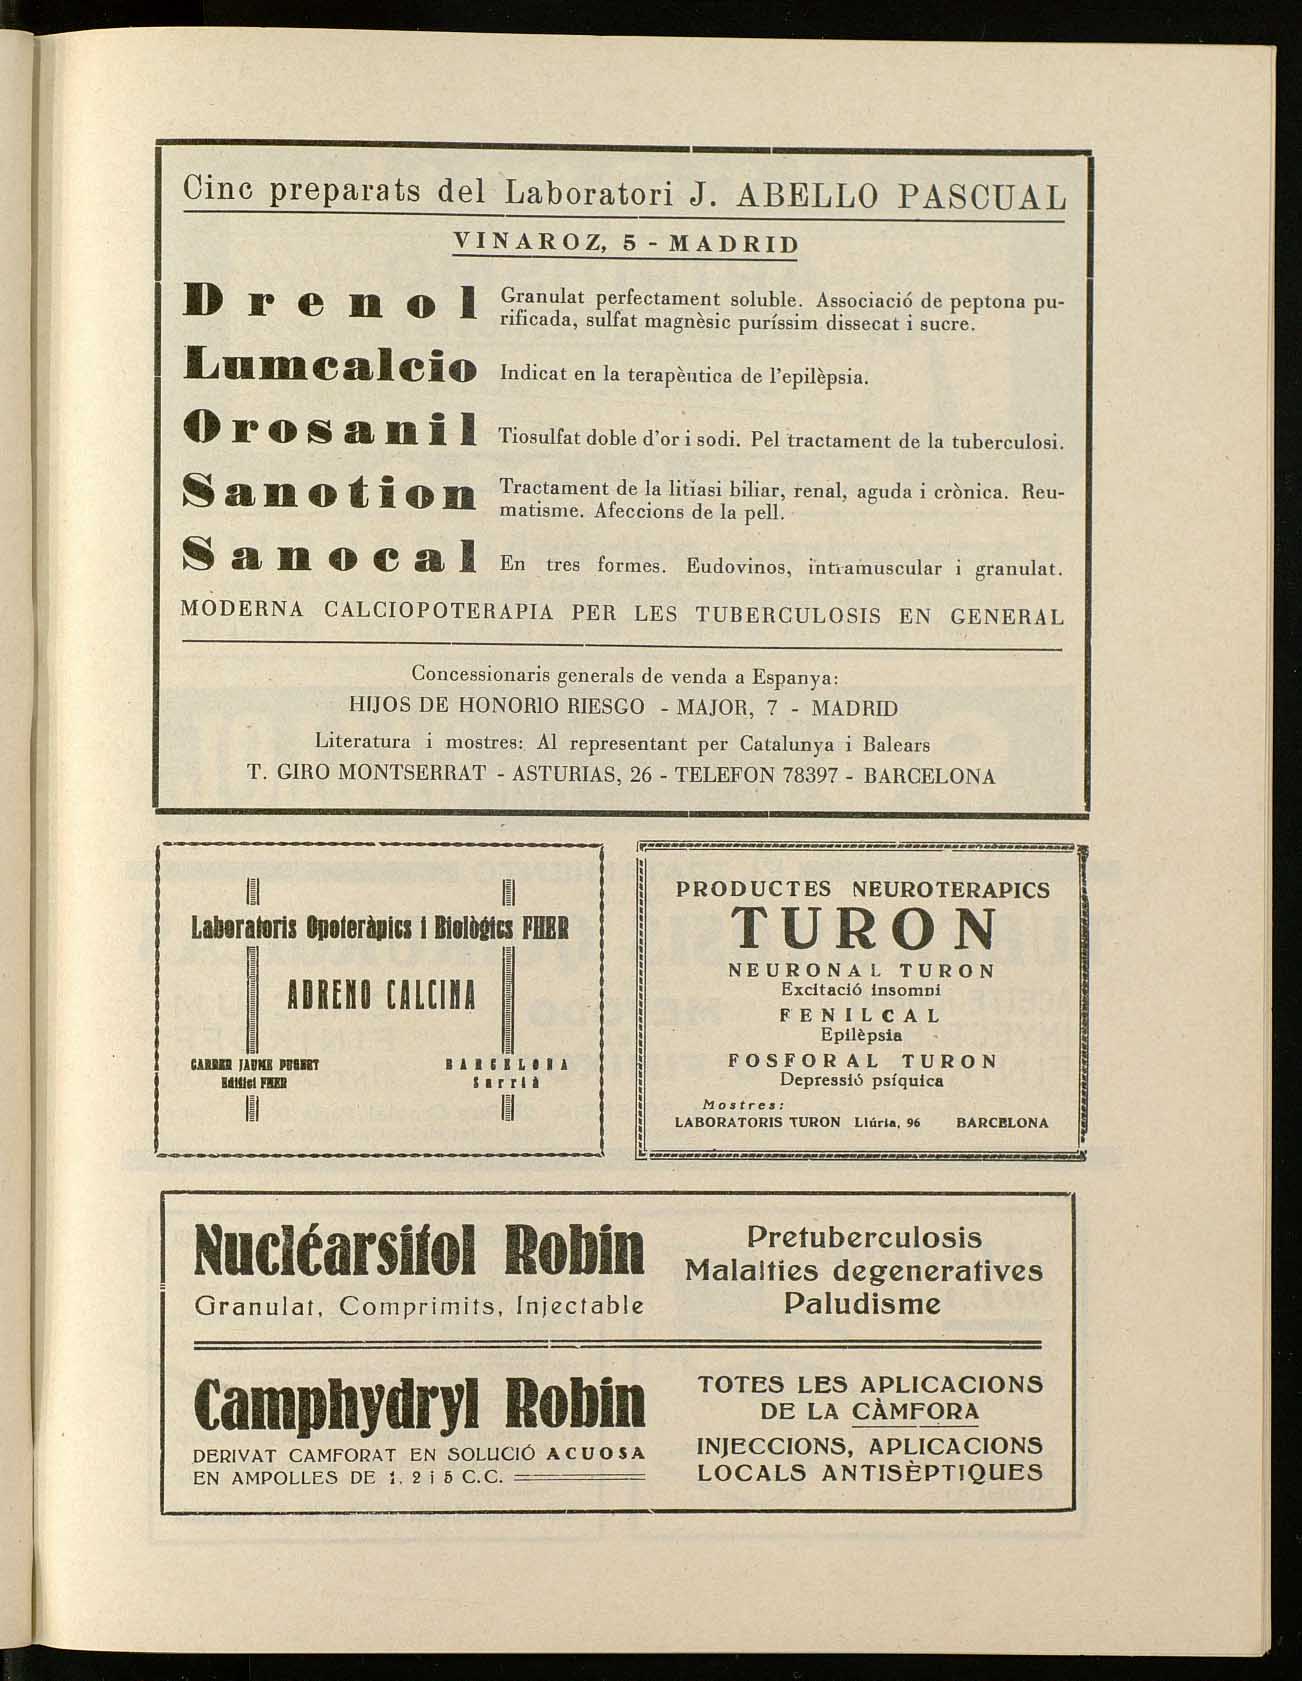 Cinc preparats del Laboratori J. ABELLO PASCUAL
VINAROZ, 5 - MADRID
Drenol
Granulat perfectament soluble. Associació de peptona pu-
rificada, sulfat magnèsic puríssim dissecat i sucre.
Lumcalcio
Indicat en la terapèutica de l'epilèpsia.
Orosanil
Tiosulfat doble d'or i sodi. Pel tractament de la tuberculosi.
Sanotion
Tractament de la litíasi biliar, renal, aguda i crònica. Reu-
matisme. Afeccions de la pell.
Sanocal
En tres formes. Eudovinos, intramuscular i granulat.
MODERNA CALCIOPOTERAPIA PER LES TUBERCULOSIS EN GENERAL
Concessionaris generals de venda a Espanya:
HIJOS DE HONORIO RIESGO - MAJOR, 7 - MADRID
Literatura i mostres: Al representant per Catalunya i Balears
T. GIRO MONTSERRAT - ASTURIAS, 26 - TELEFON 78397 - BARCELONA
Laboratoris Opoteràpics i Biològics FHER
ADRENO CALCINA
CARRER JAUME PUGERT
Edifici FHER
BARCELONA
Sarrià
PRODUCTES NEUROTERAPICS
TURON
NEURONAL TURON
Excitació insomni
FENILCAL
Epilèpsia
FOSFORAL TURON
Depressió psíquica
Mostres:
LABORATORIS TURON Llúria, 96 BARCELONA
Nucléarsitol Robin
Granulat, Comprimits, Injectable
Pretuberculosis
Malalties degeneratives
Paludisme
Camphydryl Robin
DERIVAT CAMFORAT EN SOLUCIÓ ACUOSA
EN AMPOLLES DE 1, 2 i 5 C.C.
TOTES LES APLICACIONS
DE LA CÀMFORA
INJECCIONS, APLICACIONS
LOCALS ANTISÈPTIQUES